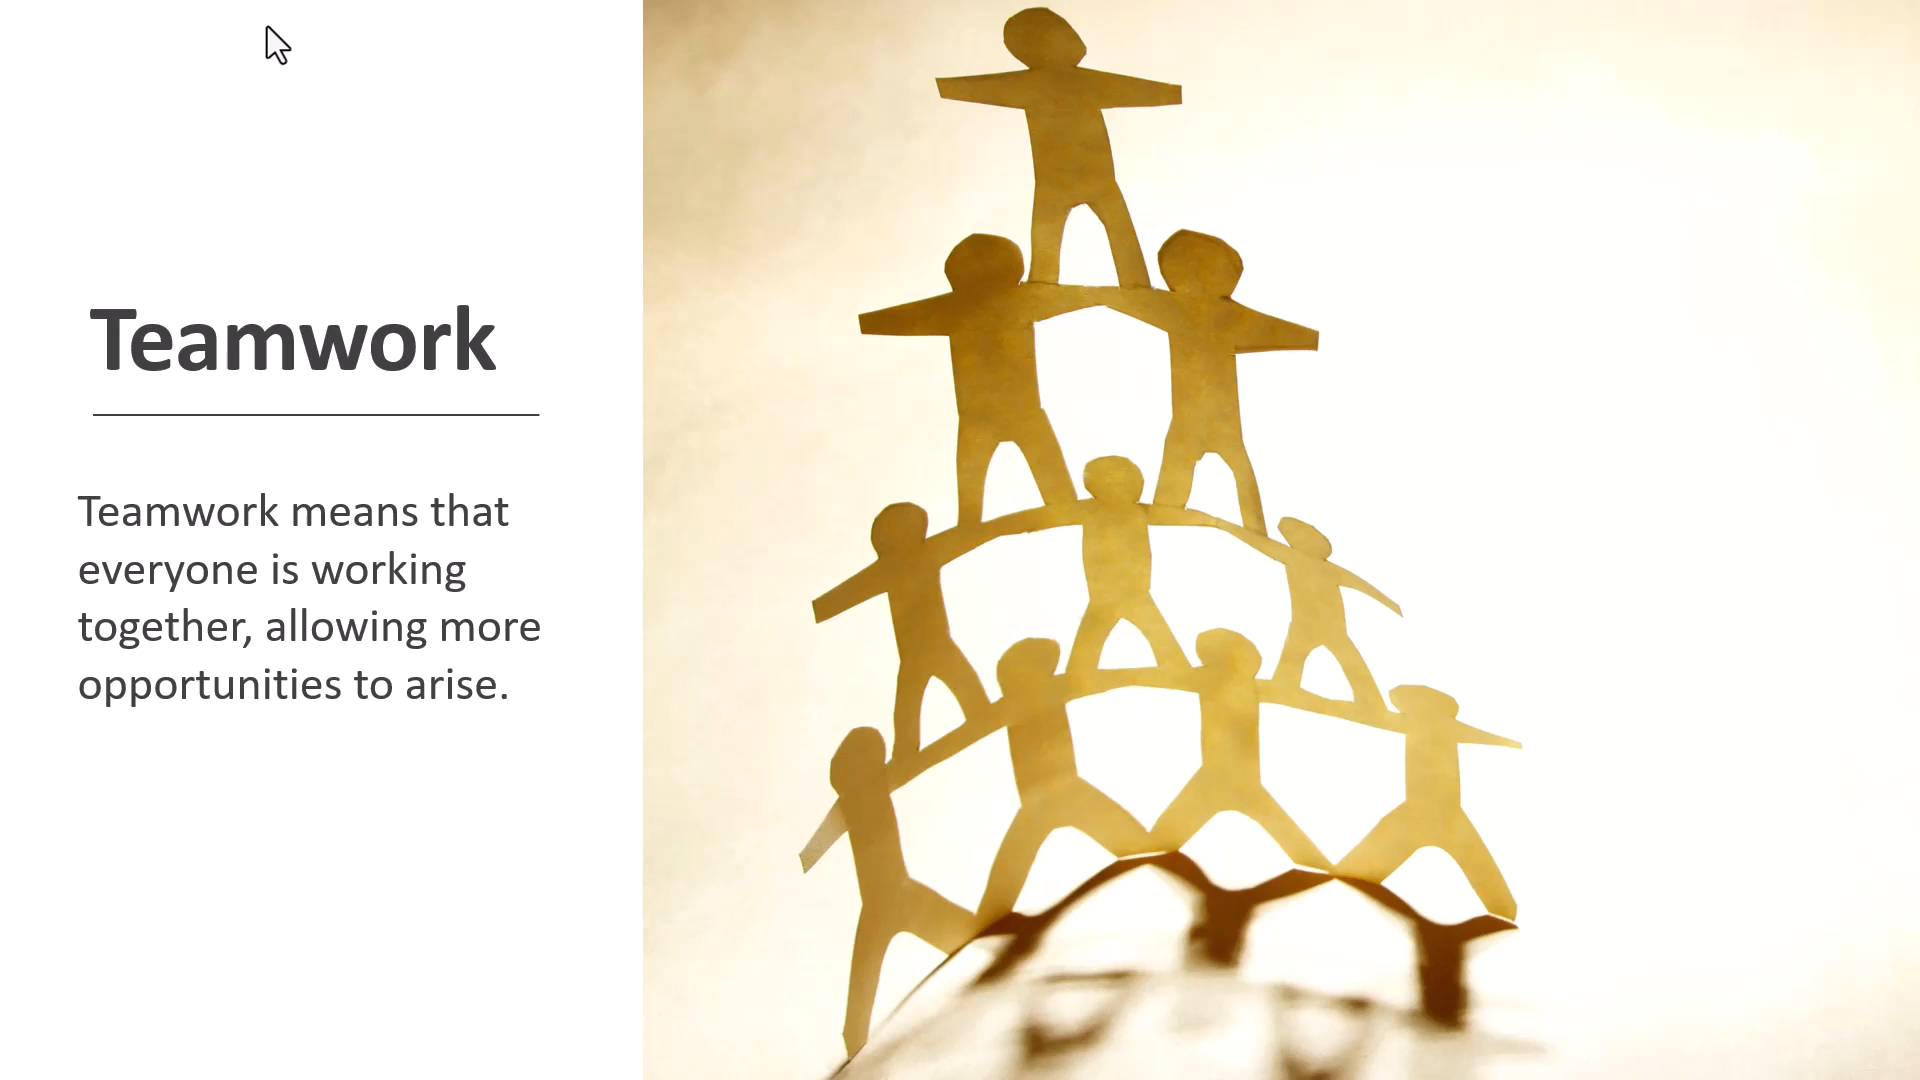 Teamwork
Teamwork means that
everyone is working
together, allowing more
opportunities to arise.